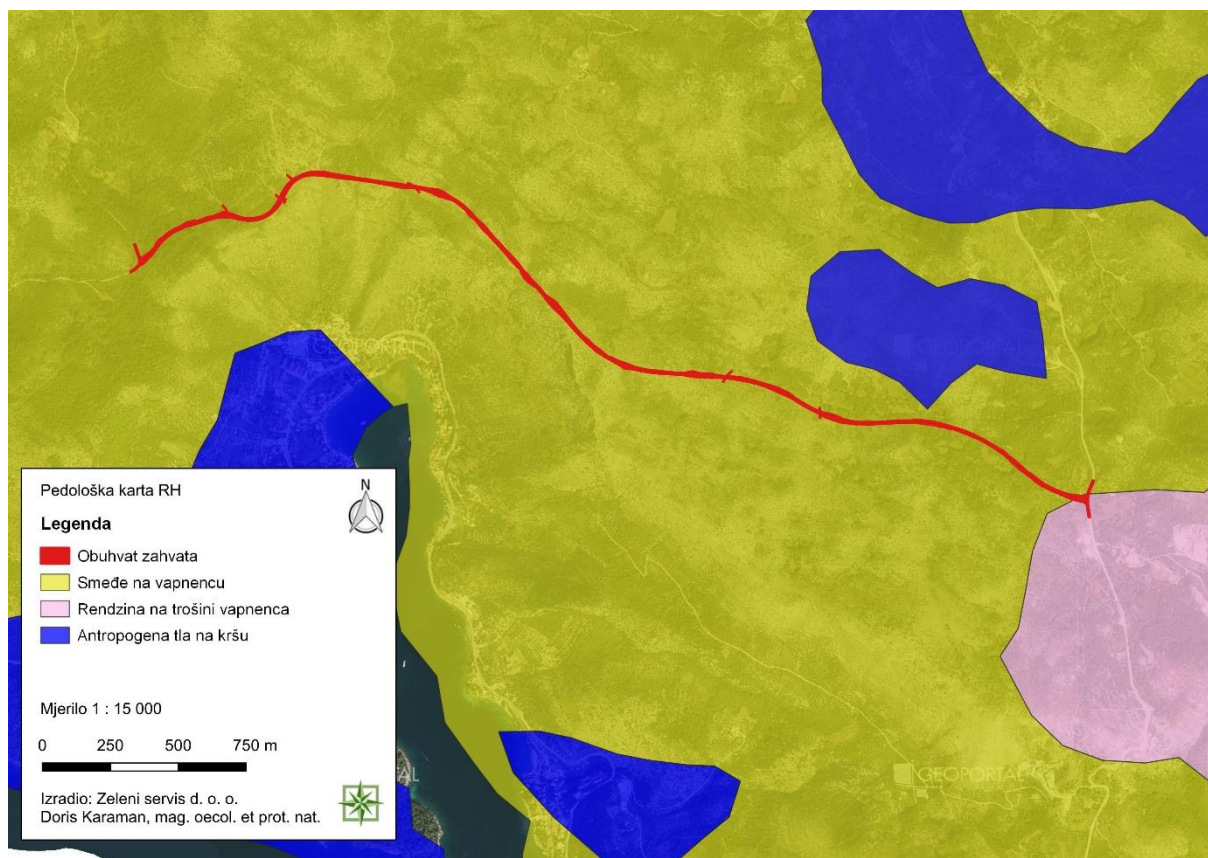 GEOPORTAL
GEOPORTAL
GEOPORTAL
Pedološka karta RH
N
Legenda
Obuhvat zahvata
Smeđe na vapnencu
Rendzina na trošini vapnenca
Antropogena tla na kršu
Mjerilo 1 : 15 000
0 250 500 750 m
Izradio: Zeleni servis d. o. o.
Doris Karaman, mag. oecol. et prot. nat.
TAL
GEOPORTAL